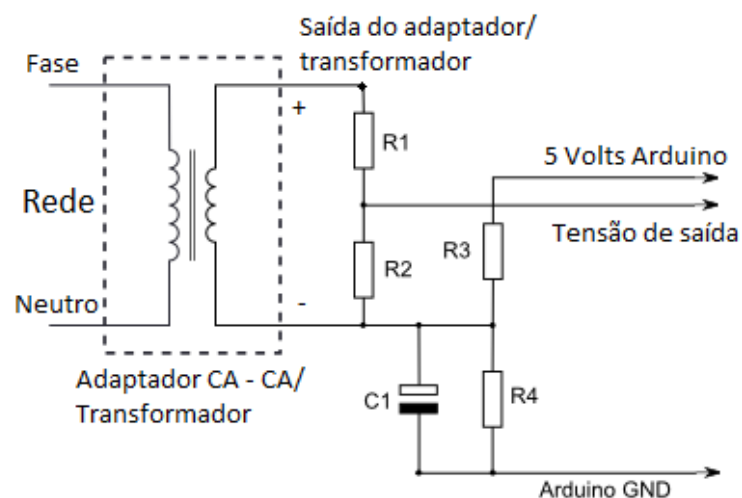 Saída do adaptador/
transformador
Fase
+
R1
5 Volts Arduino
Rede
Tensão de saída
R2
R3
Neutro
-
Adaptador CA - CA/
Transformador
C1
R4
Arduino GND